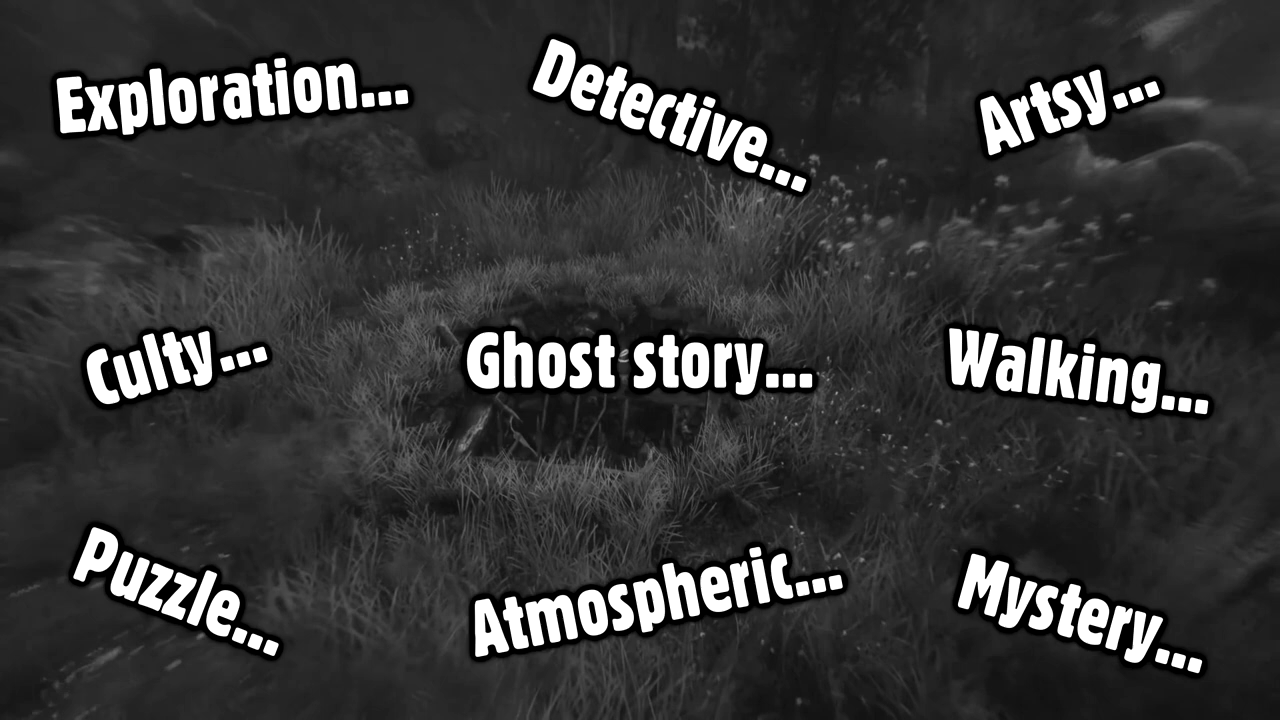 Exploration...
Detective...
Artsy...
Culty...
Ghost story...
Walking...
Puzzle...
Atmospheric...
Mystery...